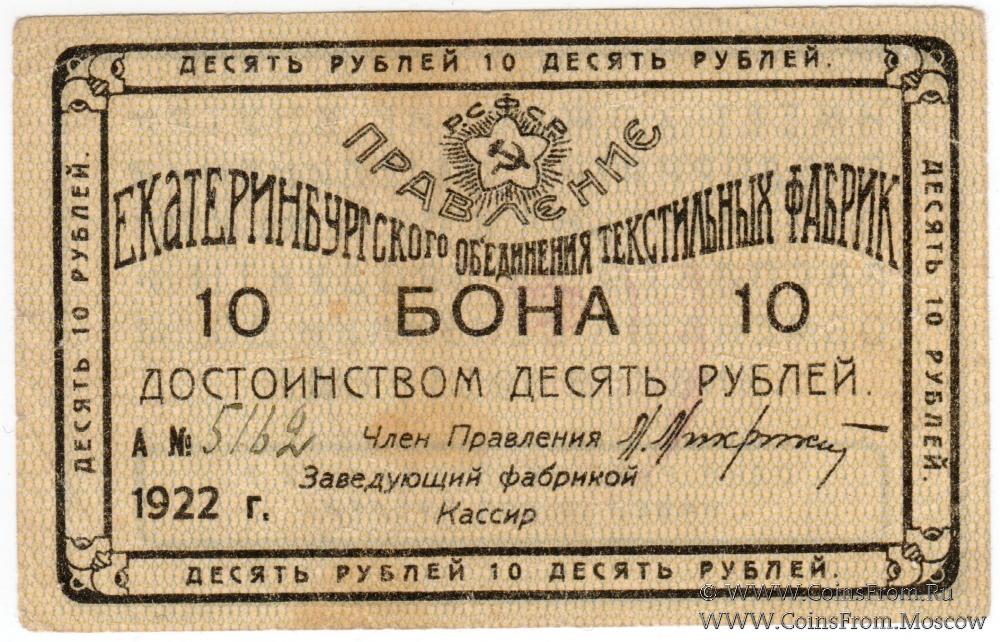 ДЕСЯТЬ РУБЛЕЙ 10 ДЕСЯТЬ РУБЛЕЙ.
Р.С.Ф.С.Р.
ПРАВЛЕНИЕ
ЕКАТЕРИНБУРГСКОГО ОБ'ЕДИНЕНИЯ ТЕКСТИЛЬНЫХ ФАБРИК
10 БОНА 10
ДОСТОИНСТВОМ ДЕСЯТЬ РУБЛЕЙ.
А № 5162 Член Правления
Заведующий фабрикой
1922 г. Кассир
ДЕСЯТЬ РУБЛЕЙ 10 ДЕСЯТЬ РУБЛЕЙ.
ДЕСЯТЬ 10 РУБЛЕЙ.
ДЕСЯТЬ 10 РУБЛЕЙ.
© WWW.CoinsFrom.Ru
WWW.CoinsFrom.Moscow